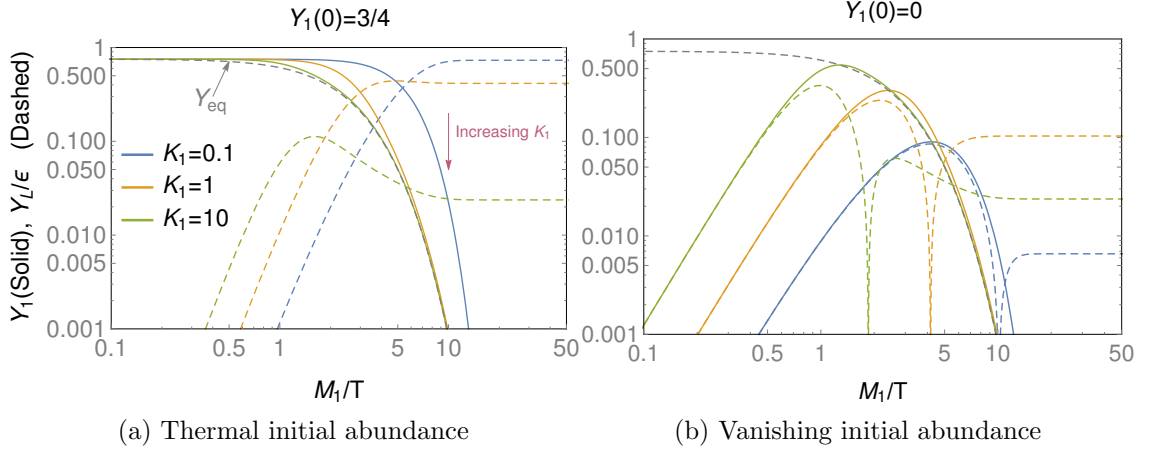 Y₁(0)=3/4
Y₁(Solid), Y_L/ϵ (Dashed)
1
0.500
0.100
0.050
0.010
0.005
0.001
Y_eq
K₁=0.1
K₁=1
K₁=10
Increasing K₁
0.1 0.5 1 5 10 50
M₁/T
(a) Thermal initial abundance
Y₁(0)=0
1
0.500
0.100
0.050
0.010
0.005
0.001
0.1 0.5 1 5 10 50
M₁/T
(b) Vanishing initial abundance